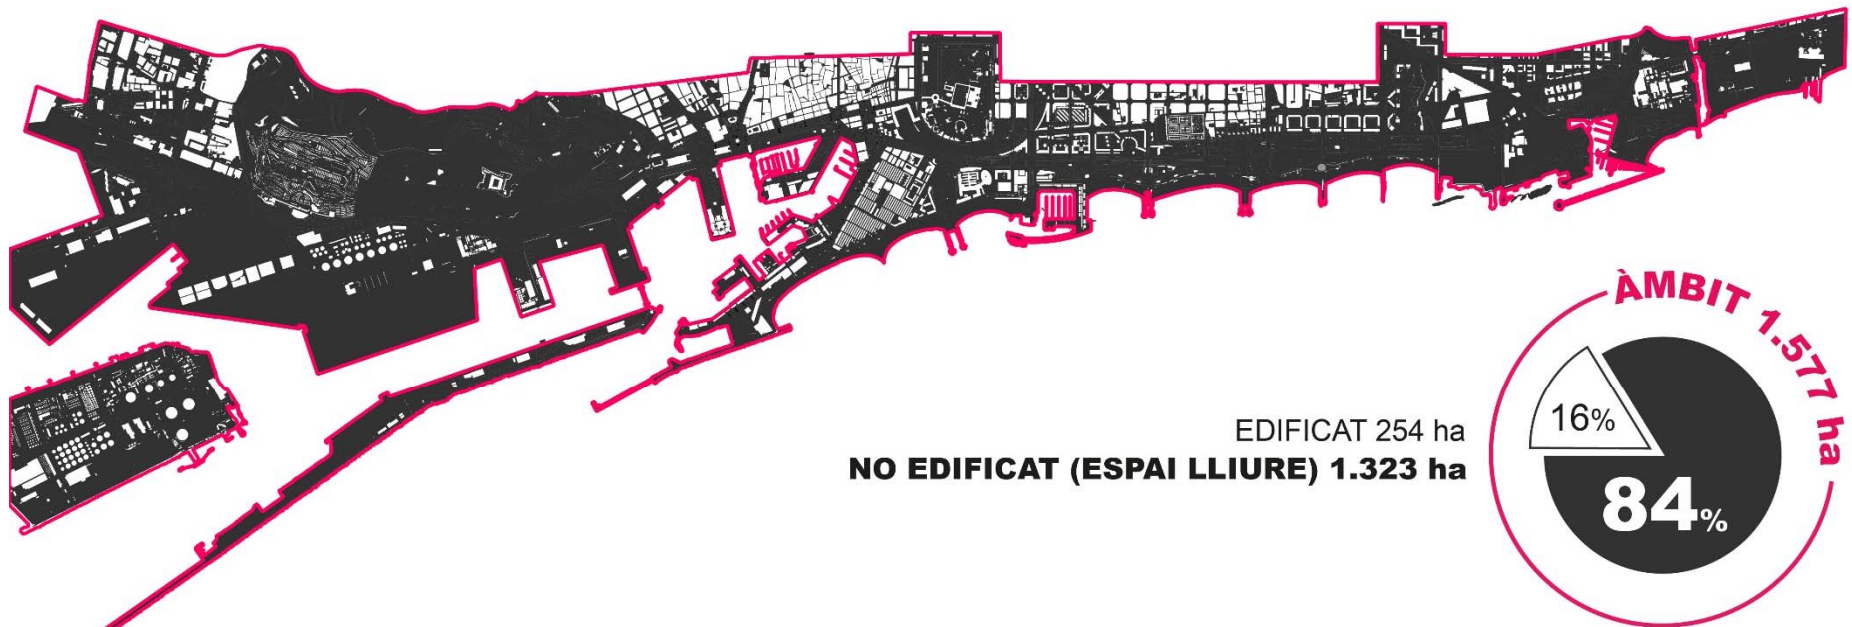 ÀMBIT 1.577 ha
EDIFICAT 254 ha
NO EDIFICAT (ESPAI LLIURE) 1.323 ha
16%
84%